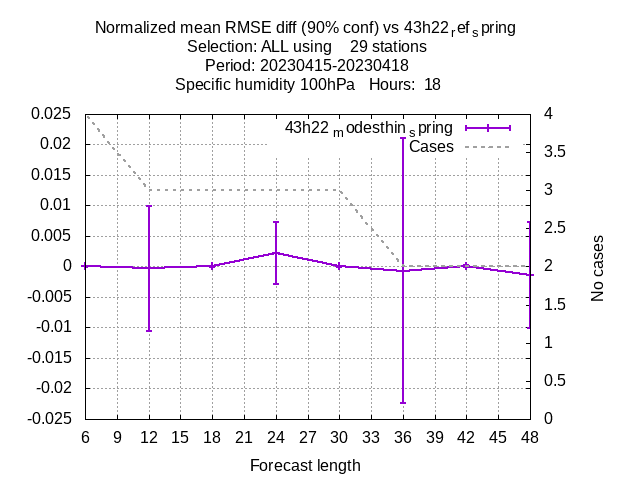 Normalized mean RMSE diff (90% conf) vs 43h22refspring
Selection: ALL using 29 stations
Period: 20230415-20230418
Specific humidity 100hPa Hours: 18
43h22modesthinspring
Cases
0.025
0.02
0.015
0.01
0.005
0
-0.005
-0.01
-0.015
-0.02
-0.025
4
3.5
3
2.5
2
1.5
1
0.5
0
No cases
6 9 12 15 18 21 24 27 30 33 36 39 42 45 48
Forecast length